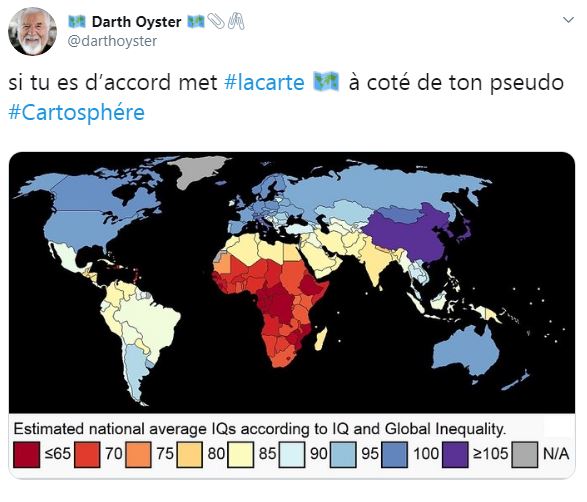 Darth Oyster
@darthoyster
si tu es d’accord met #lacarte 🗺️ à coté de ton pseudo
#Cartosphére
Estimated national average IQs according to IQ and Global Inequality.
≤65 70 75 80 85 90 95 100 ≥105 N/A